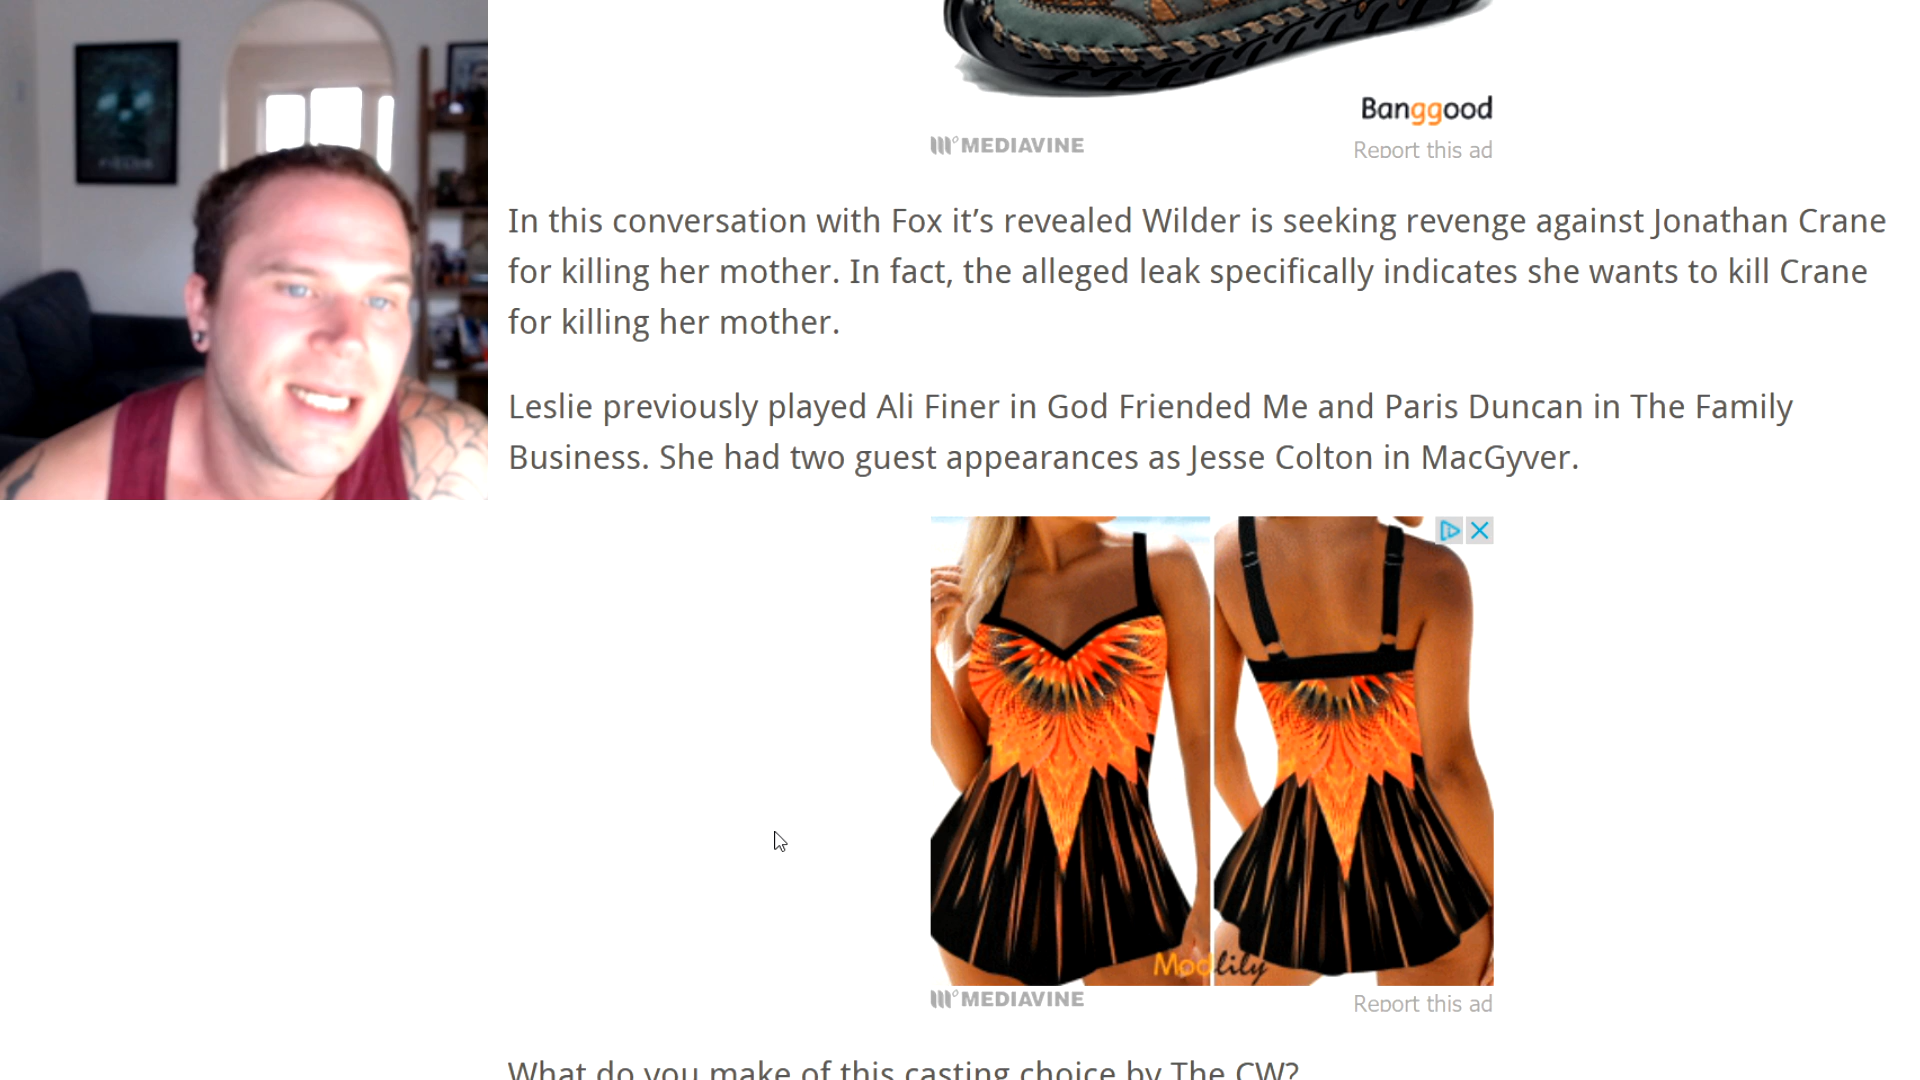 Banggood
MEDIAVINE
Report this ad
In this conversation with Fox it’s revealed Wilder is seeking revenge against Jonathan Crane
for killing her mother. In fact, the alleged leak specifically indicates she wants to kill Crane
for killing her mother.
Leslie previously played Ali Finer in God Friended Me and Paris Duncan in The Family
Business. She had two guest appearances as Jesse Colton in MacGyver.
Modlily
MEDIAVINE
Report this ad
What do you make of this casting choice by The CW?